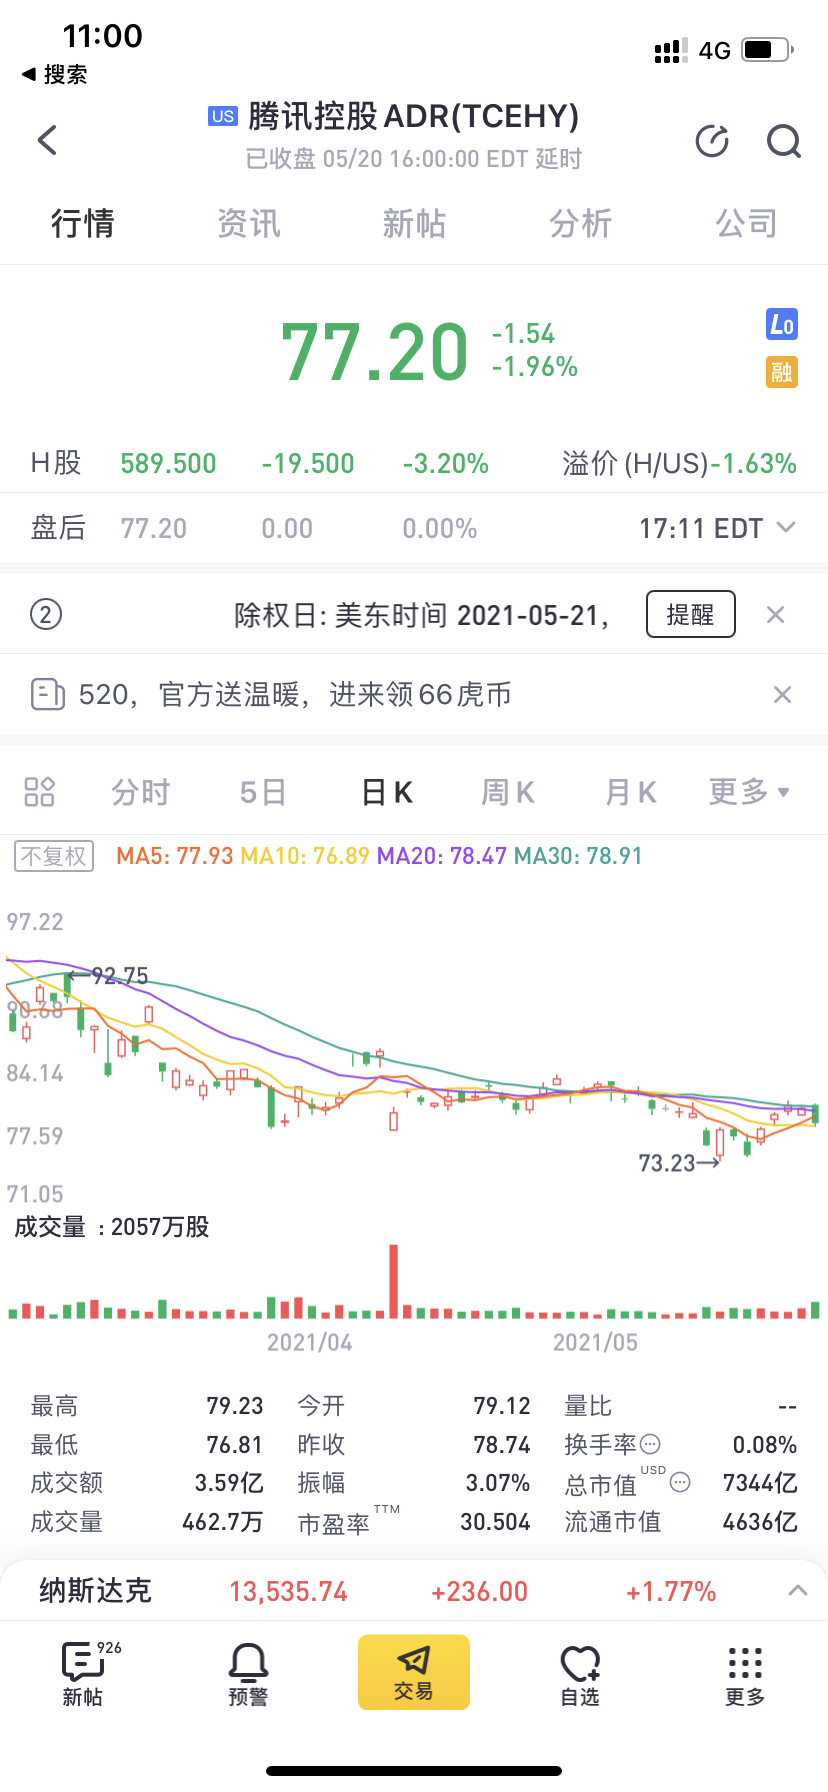 11:00
4G
◀ 搜索
US 腾讯控股 ADR(TCEHY)
已收盘 05/20 16:00:00 EDT 延时
行情 资讯 新帖 分析 公司
77.20 -1.54 -1.96%
L0
融
H股 589.500 -19.500 -3.20% 溢价 (H/US)-1.63%
盘后 77.20 0.00 0.00% 17:11 EDT
2 除权日: 美东时间 2021-05-21, 提醒
520，官方送温暖，进来领66虎币
分时 5日 日K 周K 月K 更多
不复权 MA5: 77.93 MA10: 76.89 MA20: 78.47 MA30: 78.91
97.22
←92.75
90.68
84.14
77.59
73.23→
71.05
成交量 : 2057万股
2021/04 2021/05
最高 79.23 今开 79.12 量比 --
最低 76.81 昨收 78.74 换手率 0.08%
成交额 3.59亿 振幅 3.07% 总市值 USD 7344亿
成交量 462.7万 市盈率 TTM 30.504 流通市值 4636亿
纳斯达克 13,535.74 +236.00 +1.77%
926
新帖 预警 交易 自选 更多